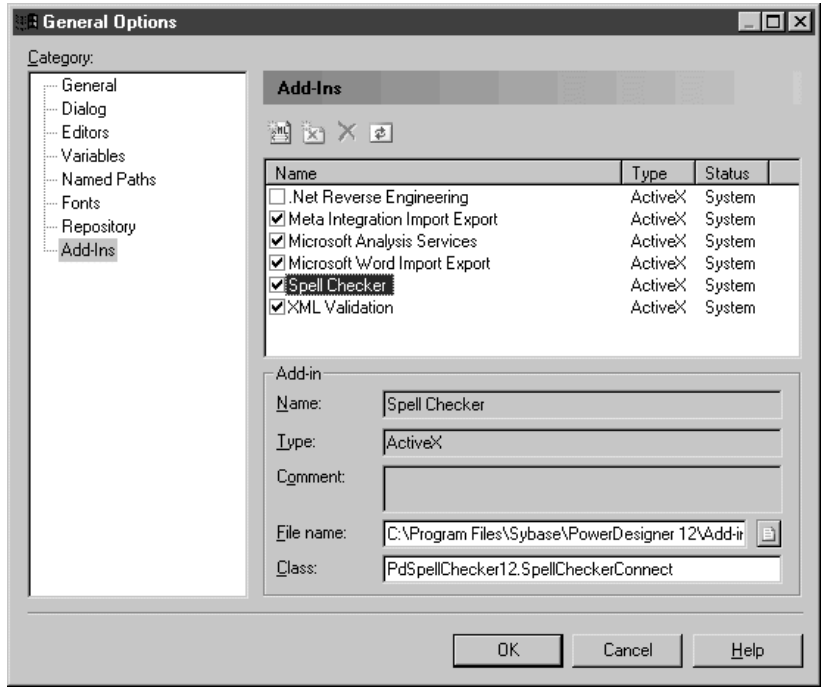 General Options
Category:
General
Dialog
Editors
Variables
Named Paths
Fonts
Repository
Add-Ins
Add-Ins
Name Type Status
.Net Reverse Engineering ActiveX System
Meta Integration Import Export ActiveX System
Microsoft Analysis Services ActiveX System
Microsoft Word Import Export ActiveX System
Spell Checker ActiveX System
XML Validation ActiveX System
Add-in
Name: Spell Checker
Type: ActiveX
Comment:
File name: C:\Program Files\Sybase\PowerDesigner 12\Add-ir
Class: PdSpellChecker12.SpellCheckerConnect
OK Cancel Help